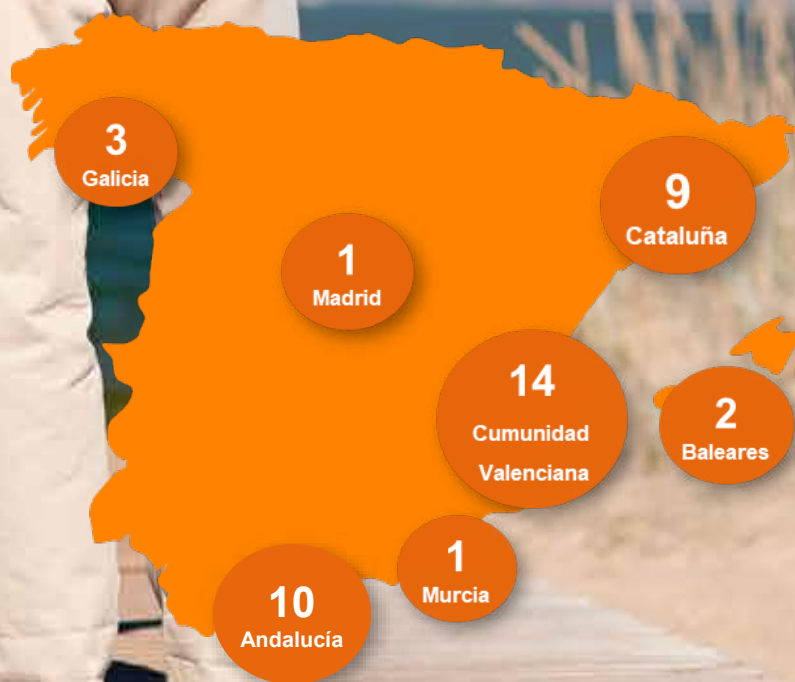 3
Galicia
9
Cataluña
1
Madrid
14
Cumunidad
Valenciana
2
Baleares
1
Murcia
10
Andalucía